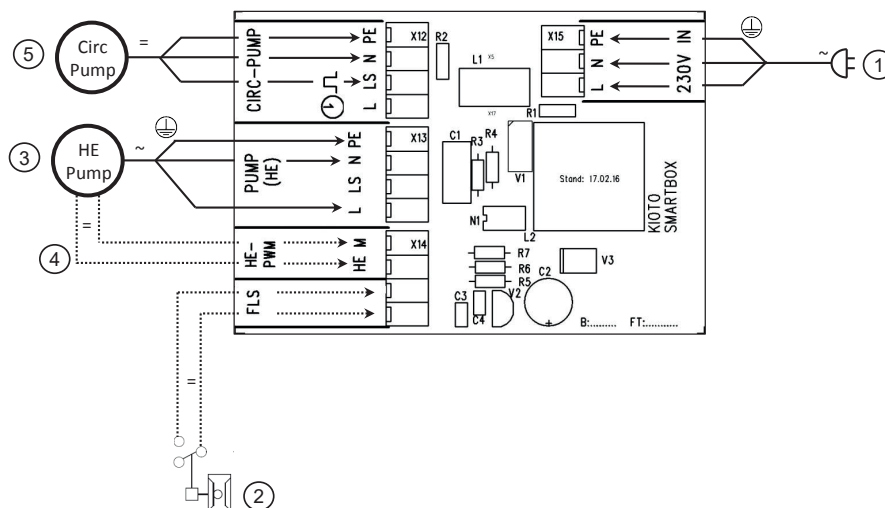 5
Circ
Pump
=
CIRC-PUMP
PE
N
LS
L
X12
R2
L1
X5
X17
X15
PE
N
L
230V IN
~
1
R1
3
HE
Pump
~
PUMP
(HE)
PE
N
LS
L
X13
C1
R3
R4
V1
Stand: 17.02.16
KIOTO
SMARTBOX
N1
L2
4
=
HE-
PWM
M
HE
X14
R7
R6
R5
V3
C2
FLS
C3
C4
V2
+
B:......... FT:...........
=
2